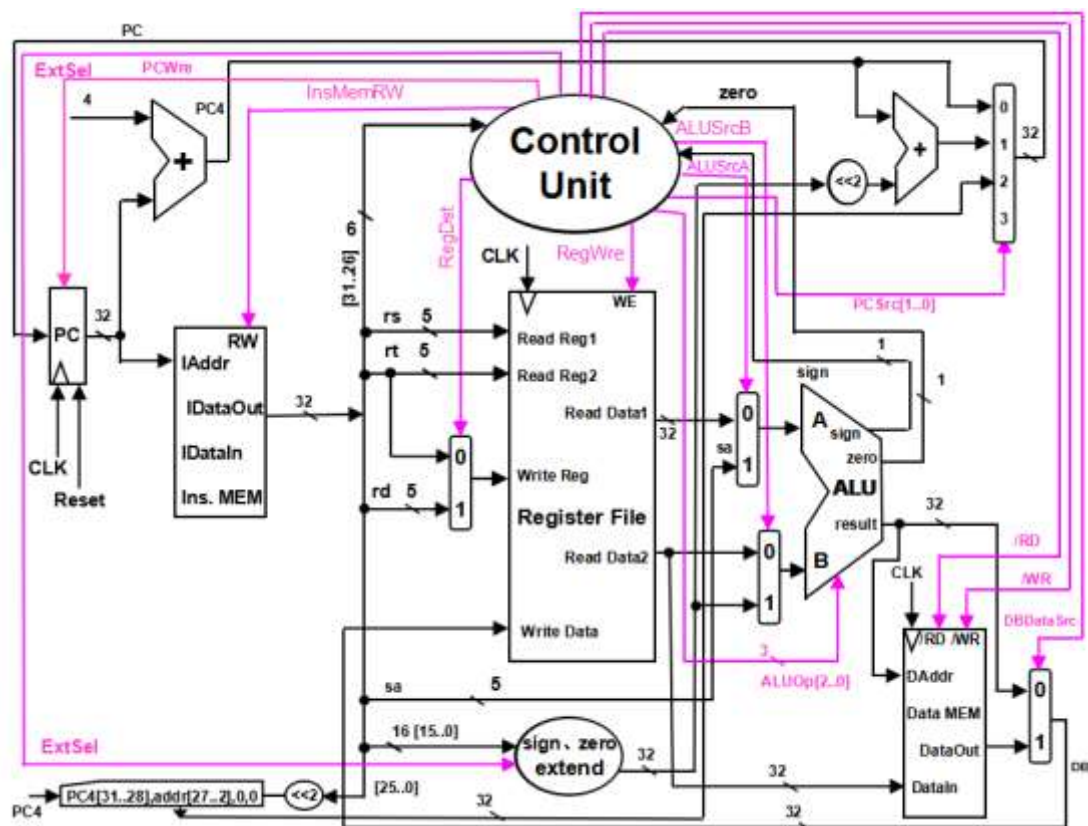 PC
ExtSel
PCWre
4
PC4
InsMemRW
zero
ALUSrcB
ALUSrcA
Control
Unit
+
+
<<2
0
1
2
3
32
6
[31..26]
RegDst
CLK
RegWre
PCSrc[1..0]
PC
32
RW
IAddr
IDataOut
IDataIn
Ins. MEM
32
CLK
Reset
rs
5
rt
5
rd
5
0
1
WE
Read Reg1
Read Reg2
Read Data1
Write Reg
Register File
Read Data2
Write Data
32
sa
0
1
0
1
1
sign
1
A
sign
zero
ALU
result
B
32
/RD
/WR
CLK
DBDataSrc
3
ALUOp[2..0]
/RD /WR
DAddr
Data MEM
DataOut
DataIn
0
1
DB
sa
5
16 [15..0]
sign、zero
extend
32
ExtSel
[25..0]
PC4
PC4[31..28],addr[27..2],0,0
<<2
32
32
32